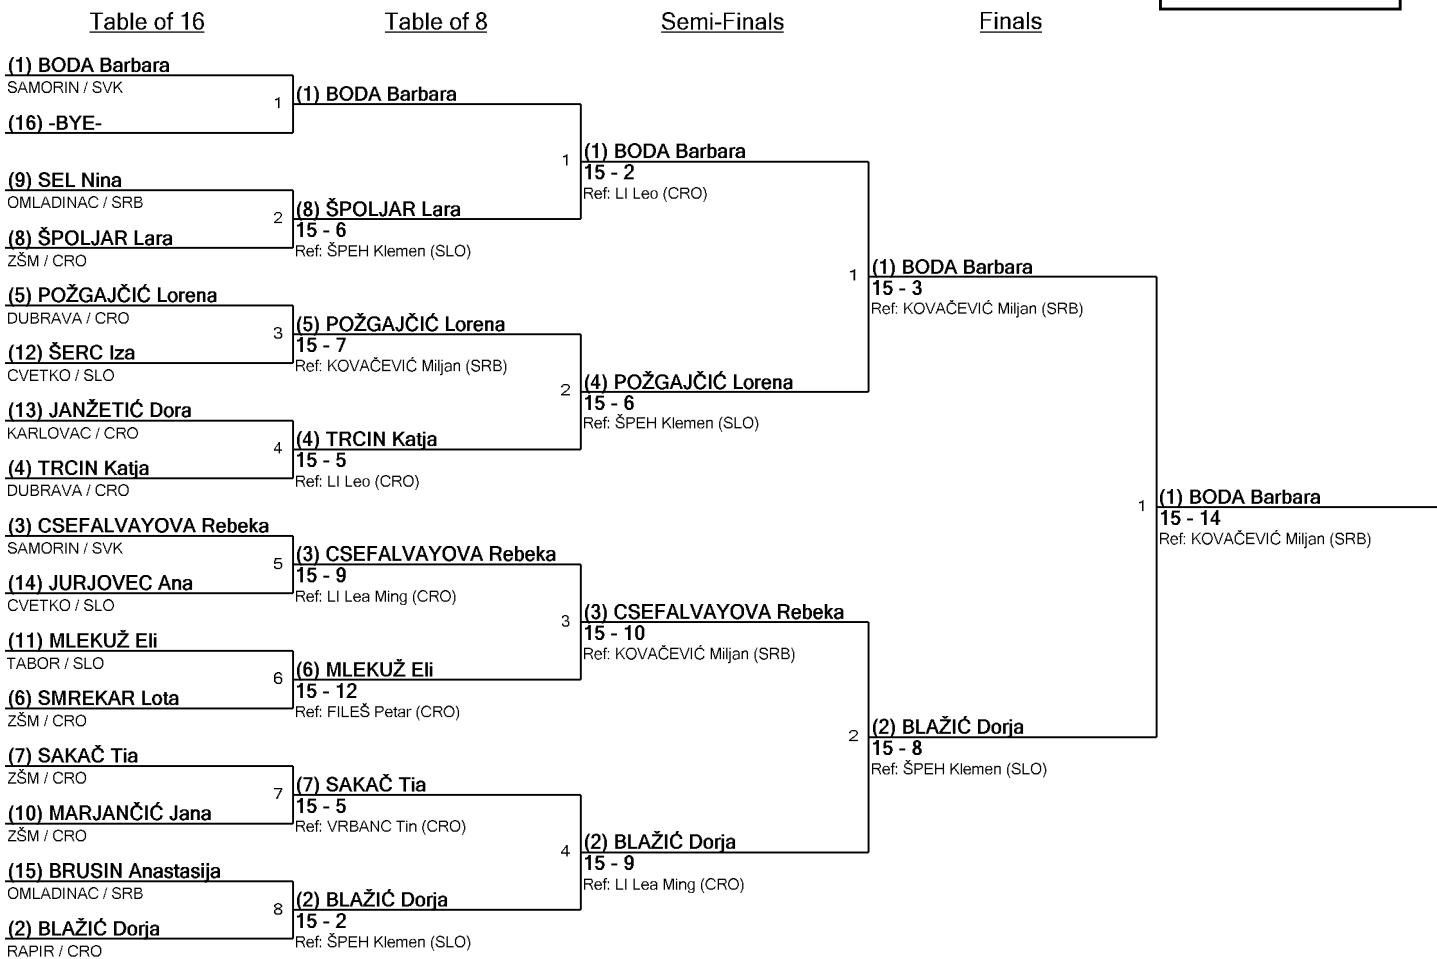 Table of 16
Table of 8
Semi-Finals
Finals
(1) BODA Barbara
SAMORIN / SVK
1
(16) -BYE-
(9) SEL Nina
OMLADINAC / SRB
2
(8) ŠPOLJAR Lara
ZŠM / CRO
(5) POŽGAJČIĆ Lorena
DUBRAVA / CRO
3
(12) ŠERC Iza
CVETKO / SLO
(13) JANŽETIĆ Dora
KARLOVAC / CRO
4
(4) TRCIN Katja
DUBRAVA / CRO
(3) CSEFALVAYOVA Rebeka
SAMORIN / SVK
5
(14) JURJOVEC Ana
CVETKO / SLO
(11) MLEKUŽ Eli
TABOR / SLO
6
(6) SMREKAR Lota
ZŠM / CRO
(7) SAKAČ Tia
ZŠM / CRO
7
(10) MARJANČIĆ Jana
ZŠM / CRO
(15) BRUSIN Anastasija
OMLADINAC / SRB
8
(2) BLAŽIĆ Dorja
RAPIR / CRO
(1) BODA Barbara
1
(8) ŠPOLJAR Lara
15 - 6
Ref: ŠPEH Klemen (SLO)
(5) POŽGAJČIĆ Lorena
15 - 7
Ref: KOVAČEVIĆ Miljan (SRB)
2
(4) TRCIN Katja
15 - 5
Ref: LI Leo (CRO)
(3) CSEFALVAYOVA Rebeka
15 - 9
Ref: LI Lea Ming (CRO)
3
(6) MLEKUŽ Eli
15 - 12
Ref: FILEŠ Petar (CRO)
(7) SAKAČ Tia
15 - 5
Ref: VRBANC Tin (CRO)
4
(2) BLAŽIĆ Dorja
15 - 2
Ref: ŠPEH Klemen (SLO)
(1) BODA Barbara
15 - 2
Ref: LI Leo (CRO)
1
(4) POŽGAJČIĆ Lorena
15 - 6
Ref: ŠPEH Klemen (SLO)
(3) CSEFALVAYOVA Rebeka
15 - 10
Ref: KOVAČEVIĆ Miljan (SRB)
2
(2) BLAŽIĆ Dorja
15 - 9
Ref: LI Lea Ming (CRO)
(1) BODA Barbara
15 - 3
Ref: KOVAČEVIĆ Miljan (SRB)
1
(2) BLAŽIĆ Dorja
15 - 8
Ref: ŠPEH Klemen (SLO)
(1) BODA Barbara
15 - 14
Ref: KOVAČEVIĆ Miljan (SRB)